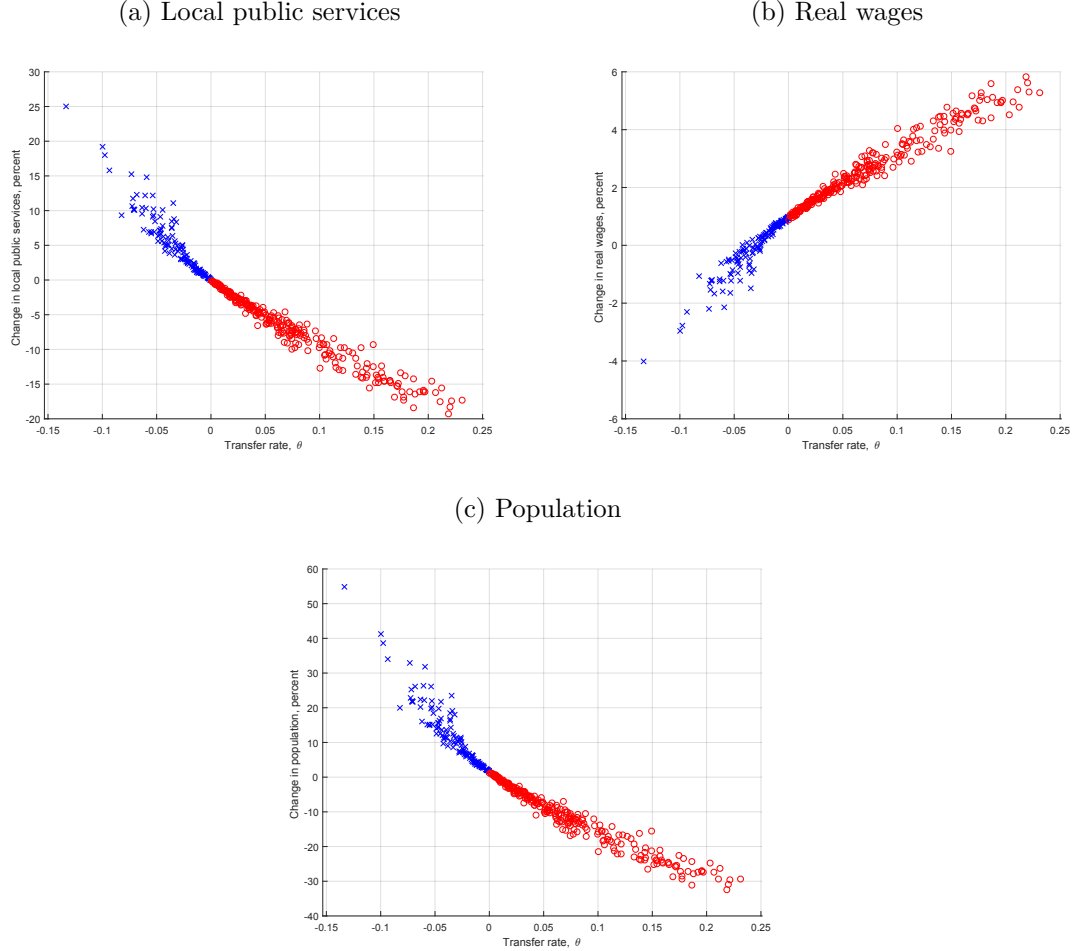 (a) Local public services
Change in local public services, percent
30
25
20
15
10
5
0
-5
-10
-15
-20
-0.15 -0.1 -0.05 0 0.05 0.1 0.15 0.2 0.25
Transfer rate, θ
(b) Real wages
Change in real wages, percent
6
4
2
0
-2
-4
-6
-0.15 -0.1 -0.05 0 0.05 0.1 0.15 0.2 0.25
Transfer rate, θ
(c) Population
Change in population, percent
60
50
40
30
20
10
0
-10
-20
-30
-40
-0.15 -0.1 -0.05 0 0.05 0.1 0.15 0.2 0.25
Transfer rate, θ